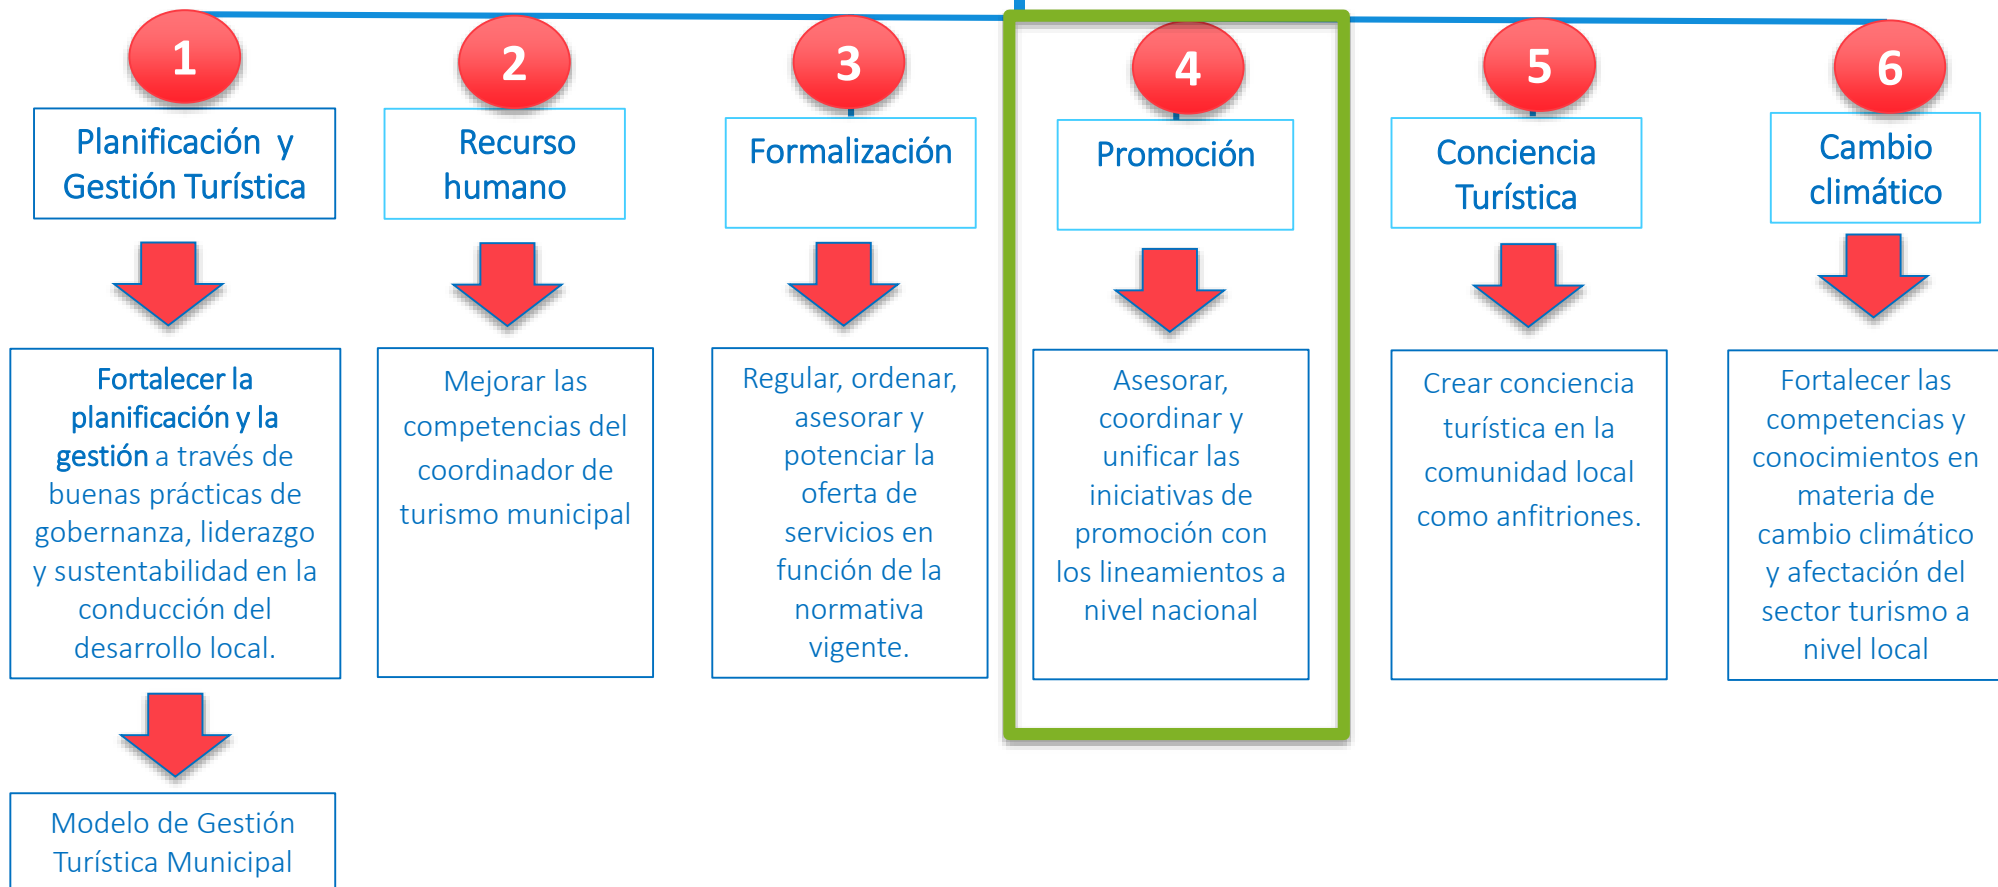 1
Planificación y
Gestión Turística
Fortalecer la
planificación y la
gestión a través de
buenas prácticas de
gobernanza, liderazgo
y sustentabilidad en la
conducción del
desarrollo local.
Modelo de Gestión
Turística Municipal
2
Recurso
humano
Mejorar las
competencias del
coordinador de
turismo municipal
3
Formalización
Regular, ordenar,
asesorar y
potenciar la
oferta de
servicios en
función de la
normativa
vigente.
4
Promoción
Asesorar,
coordinar y
unificar las
iniciativas de
promoción con
los lineamientos a
nivel nacional
5
Conciencia
Turística
Crear conciencia
turística en la
comunidad local
como anfitriones.
6
Cambio
climático
Fortalecer las
competencias y
conocimientos en
materia de
cambio climático
y afectación del
sector turismo a
nivel local